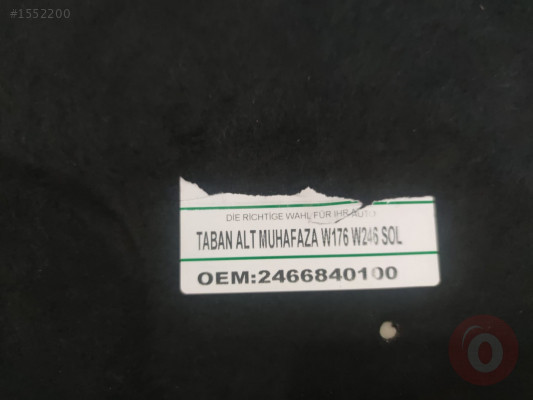 #1552200
DIE RICHTIGE WAHL FÜR IHR AUTO
TABAN ALT MUHAFAZA W176 W246 SOL
OEM:2466840100